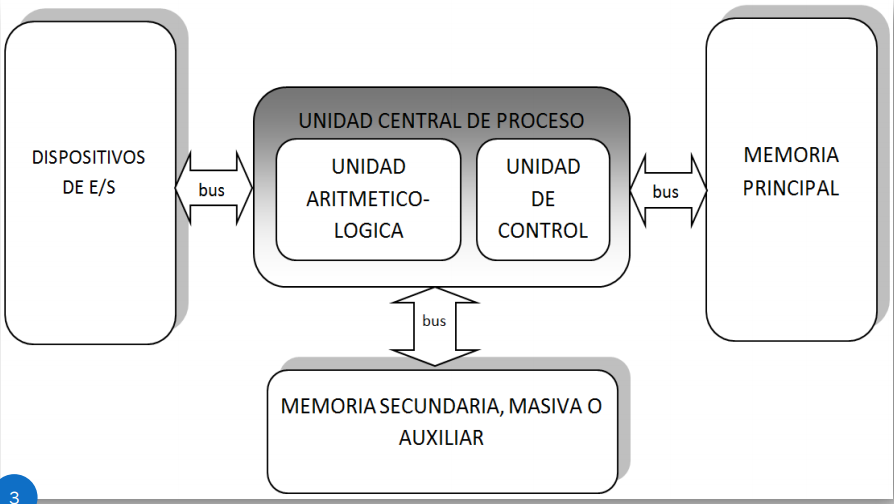 DISPOSITIVOS
DE E/S
bus
UNIDAD CENTRAL DE PROCESO
UNIDAD
ARITMETICO-
LOGICA
UNIDAD
DE
CONTROL
bus
MEMORIA
PRINCIPAL
bus
MEMORIA SECUNDARIA, MASIVA O
AUXILIAR
3